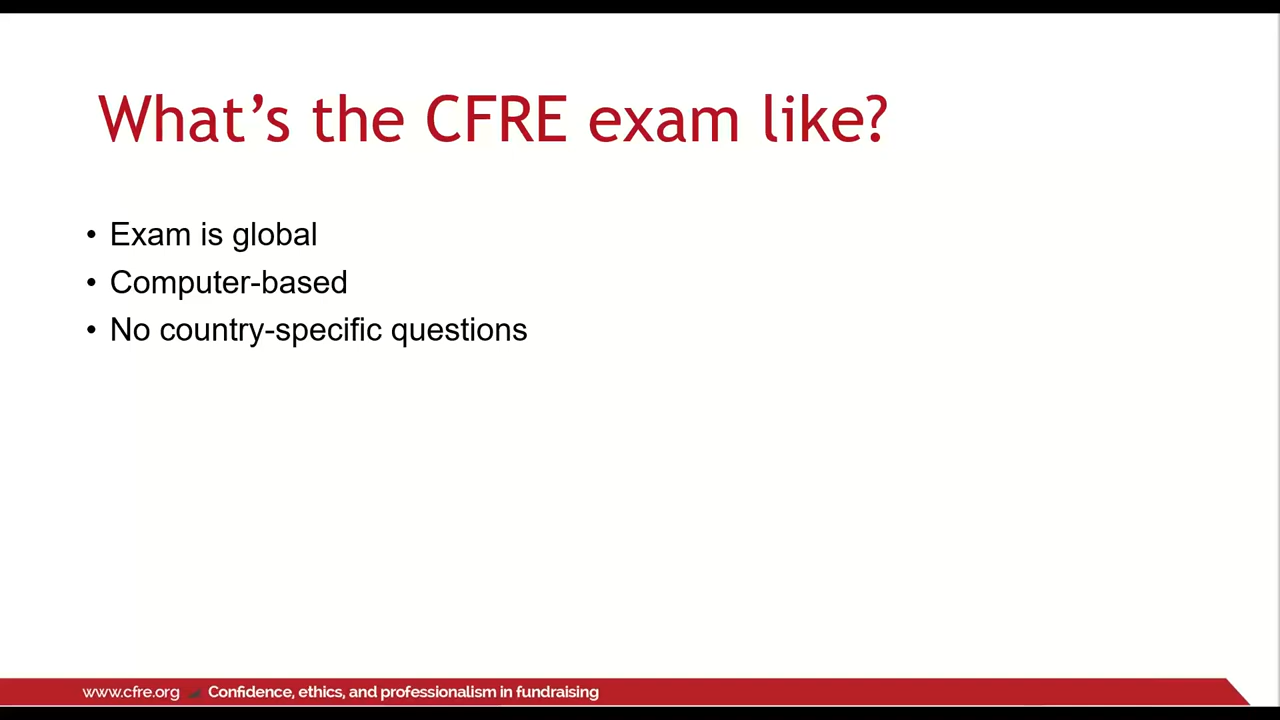 What's the CFRE exam like?
• Exam is global
• Computer-based
• No country-specific questions
www.cfre.org Confidence, ethics, and professionalism in fundraising